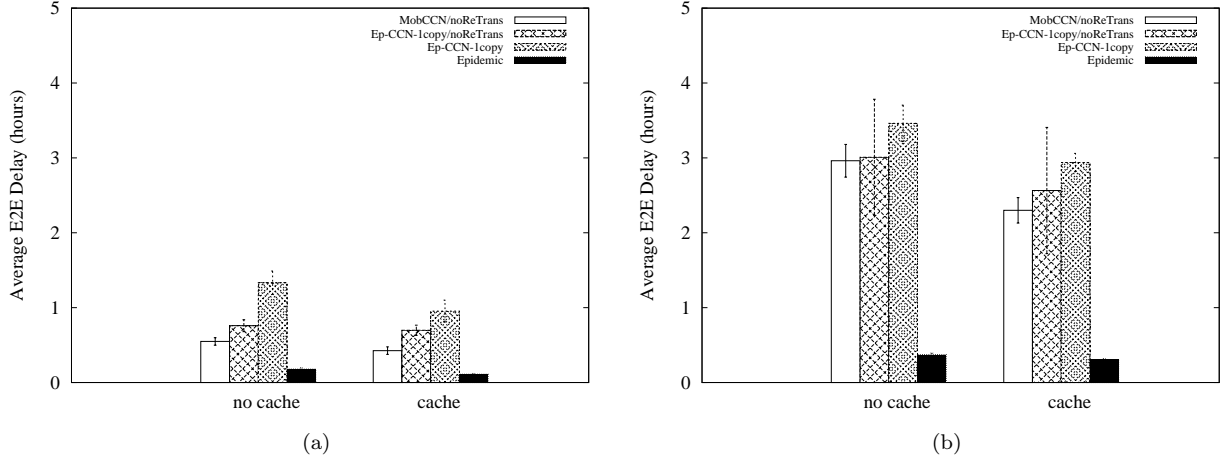 5
4
3
2
1
0
Average E2E Delay (hours)
MobCCN/noReTrans
Ep-CCN-1copy/noReTrans
Ep-CCN-1copy
Epidemic
no cache
cache
(a)
5
4
3
2
1
0
Average E2E Delay (hours)
MobCCN/noReTrans
Ep-CCN-1copy/noReTrans
Ep-CCN-1copy
Epidemic
no cache
cache
(b)